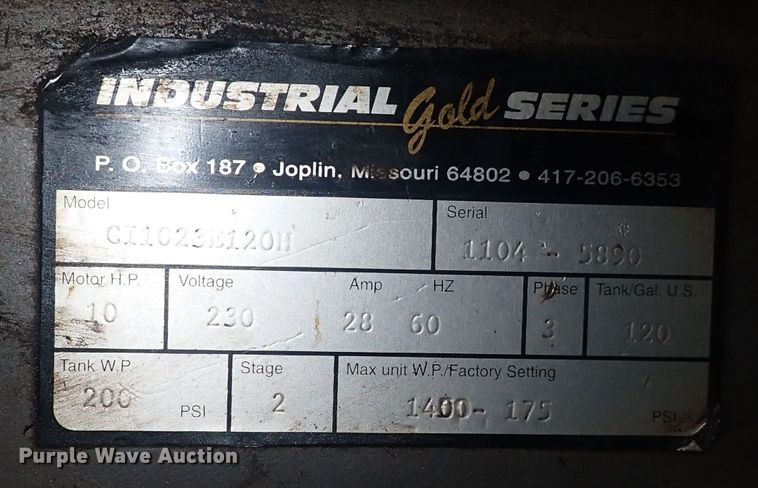 INDUSTRIAL gold SERIES
P. O. Box 187 • Joplin, Missouri 64802 • 417-206-6353
Model Serial
CI1023E120H 1104 - 5890
Motor H.P. Voltage Amp HZ Phase Tank/Gal. U.S.
10 230 28 60 3 120
Tank W.P. Stage Max unit W.P./Factory Setting
200 PSI 2 175 PSI
Purple Wave Auction